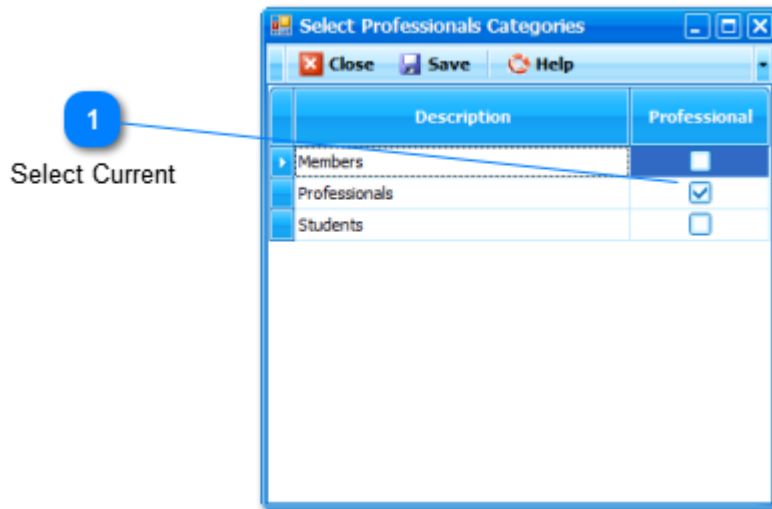 Select Professionals Categories
Close Save Help
Description Professional
1
Select Current
Members
Professionals
Students